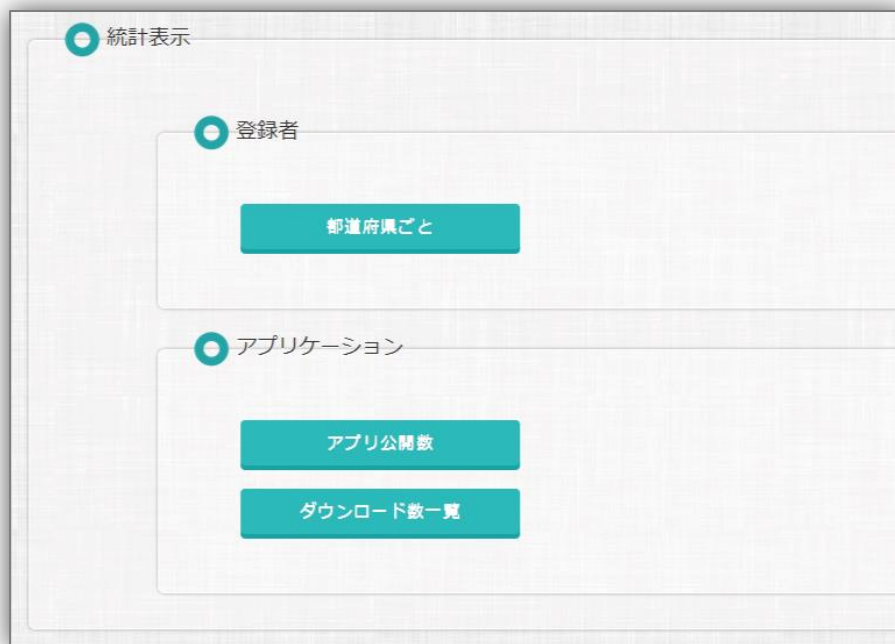 統計表示
登録者
都道府県ごと
アプリケーション
アプリ公開数
ダウンロード数一覧